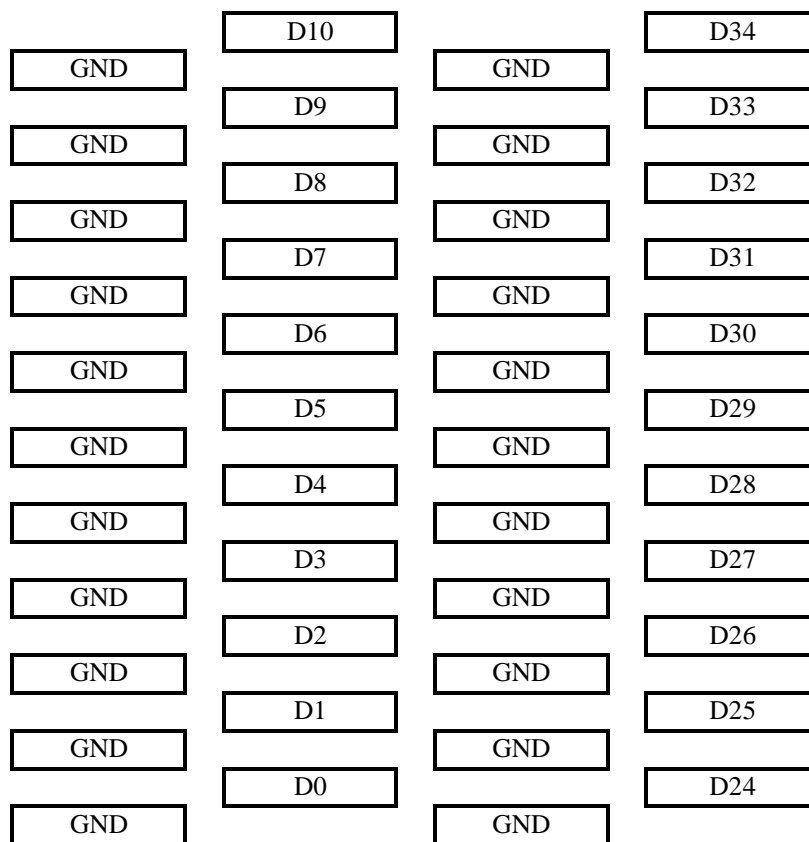 D10 D34
GND GND
D9 D33
GND GND
D8 D32
GND GND
D7 D31
GND GND
D6 D30
GND GND
D5 D29
GND GND
D4 D28
GND GND
D3 D27
GND GND
D2 D26
GND GND
D1 D25
GND GND
D0 D24
GND GND